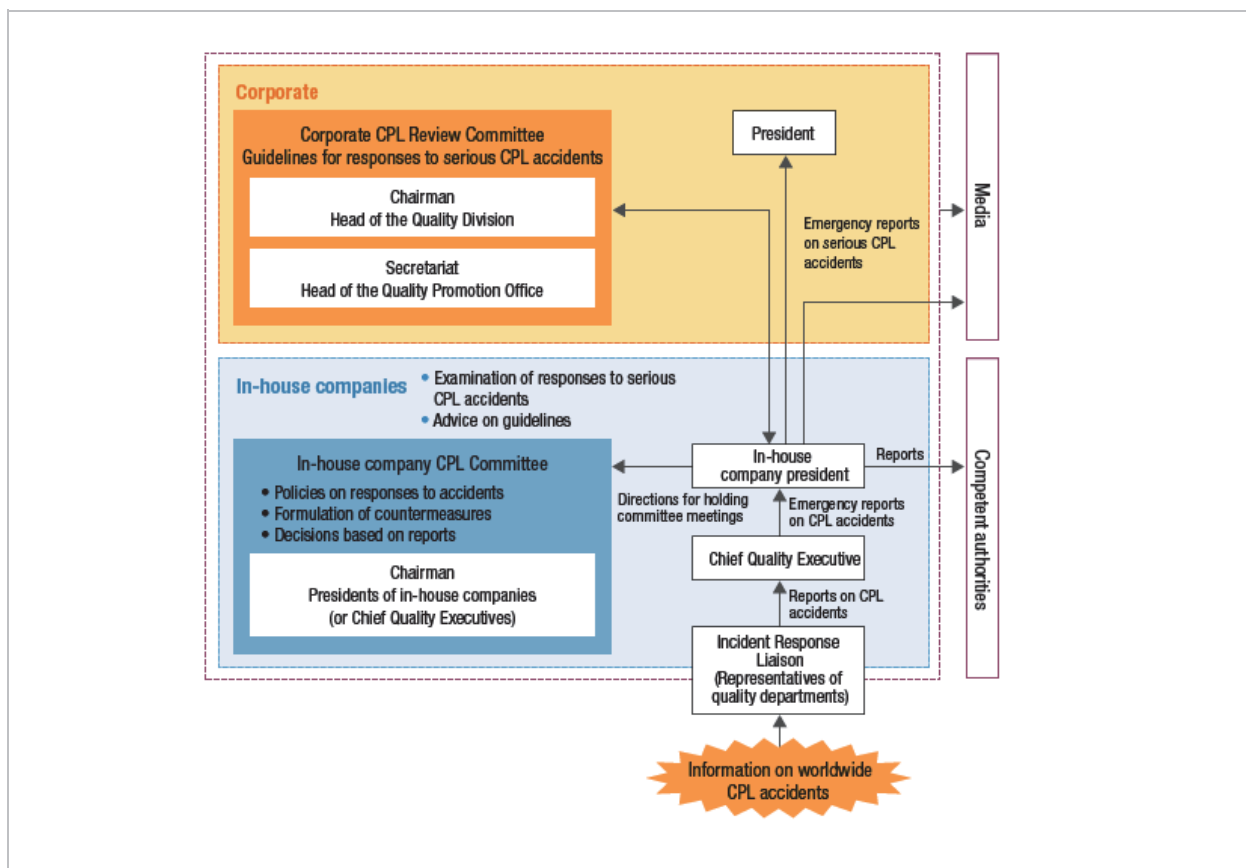 Corporate
Corporate CPL Review Committee
Guidelines for responses to serious CPL accidents
Chairman
Head of the Quality Division
Secretariat
Head of the Quality Promotion Office
President
Emergency reports
on serious CPL
accidents
Media
In-house companies
• Examination of responses to serious
CPL accidents
• Advice on guidelines
In-house company CPL Committee
• Policies on responses to accidents
• Formulation of countermeasures
• Decisions based on reports
Chairman
Presidents of in-house companies
(or Chief Quality Executives)
In-house
company president
Reports
Directions for holding
committee meetings
Emergency reports
on CPL accidents
Chief Quality Executive
Reports on CPL
accidents
Incident Response
Liaison
(Representatives of
quality departments)
Competent authorities
Information on worldwide
CPL accidents